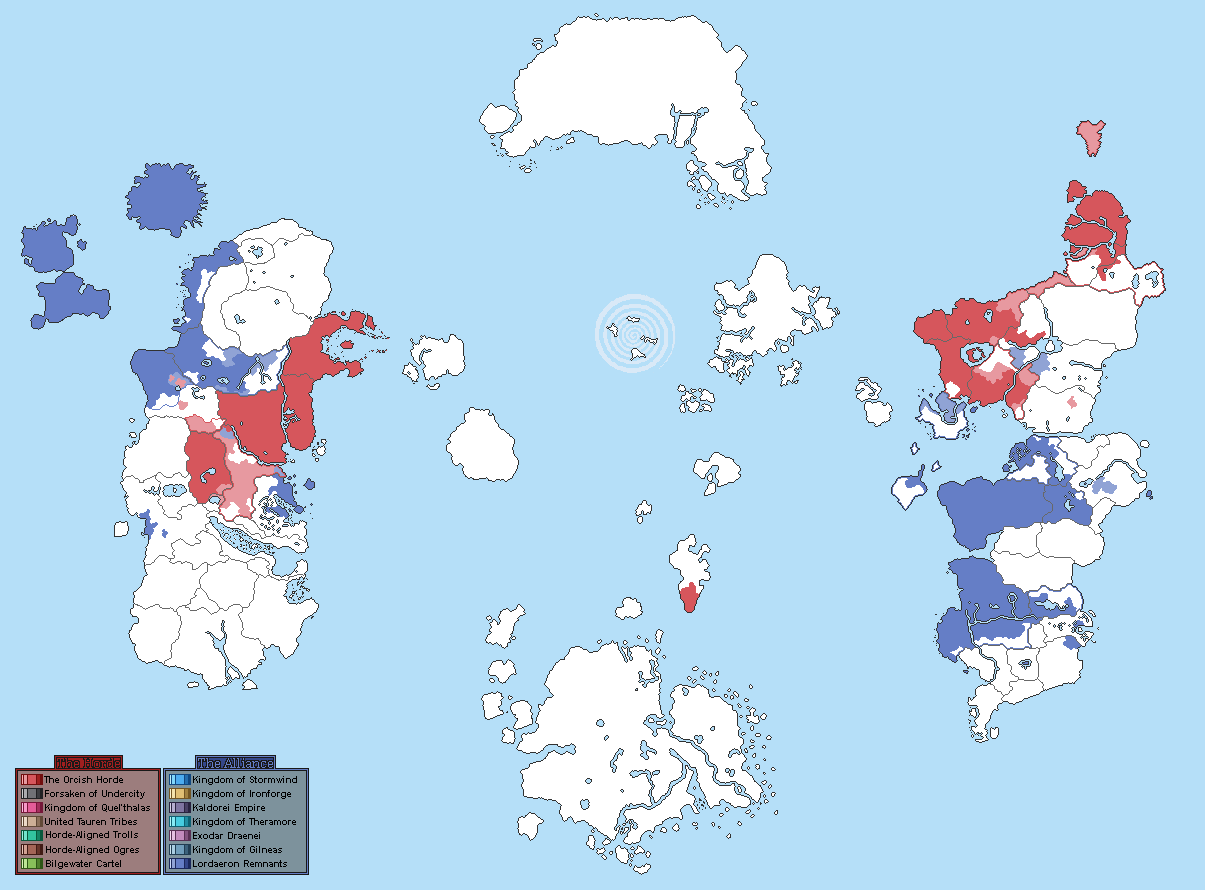 The Horde
The Orcish Horde
Forsaken of Undercity
Kingdom of Quel'thalas
United Tauren Tribes
Horde-Aligned Trolls
Horde-Aligned Ogres
Bilgewater Cartel
The Alliance
Kingdom of Stormwind
Kingdom of Ironforge
Kaldorei Empire
Kingdom of Theramore
Exodar Draenei
Kingdom of Gilneas
Lordaeron Remnants